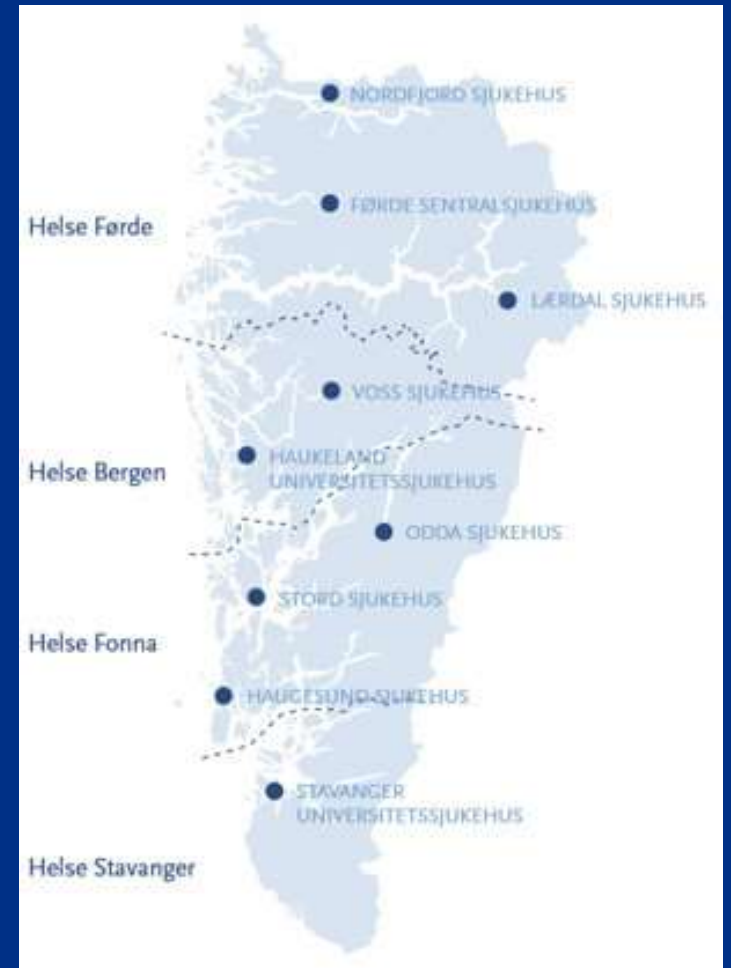 NORDFJORD SJUKEHUS
FØRDE SENTRALSJUKEHUS
Helse Førde
LÆRDAL SJUKEHUS
VOSS SJUKEHUS
HAUKELAND
UNIVERSITETSSJUKEHUS
Helse Bergen
ODDA SJUKEHUS
STORD SJUKEHUS
Helse Fonna
HAUGESUND SJUKEHUS
STAVANGER
UNIVERSITETSSJUKEHUS
Helse Stavanger